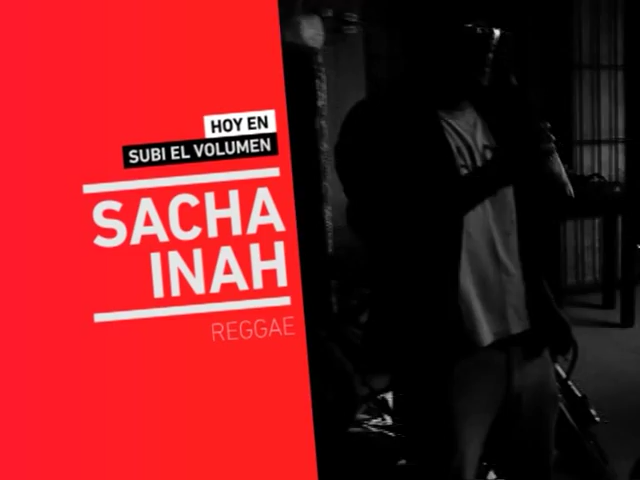 HOY EN
SUBI EL VOLUMEN
SACHA
INAH
REGGAE